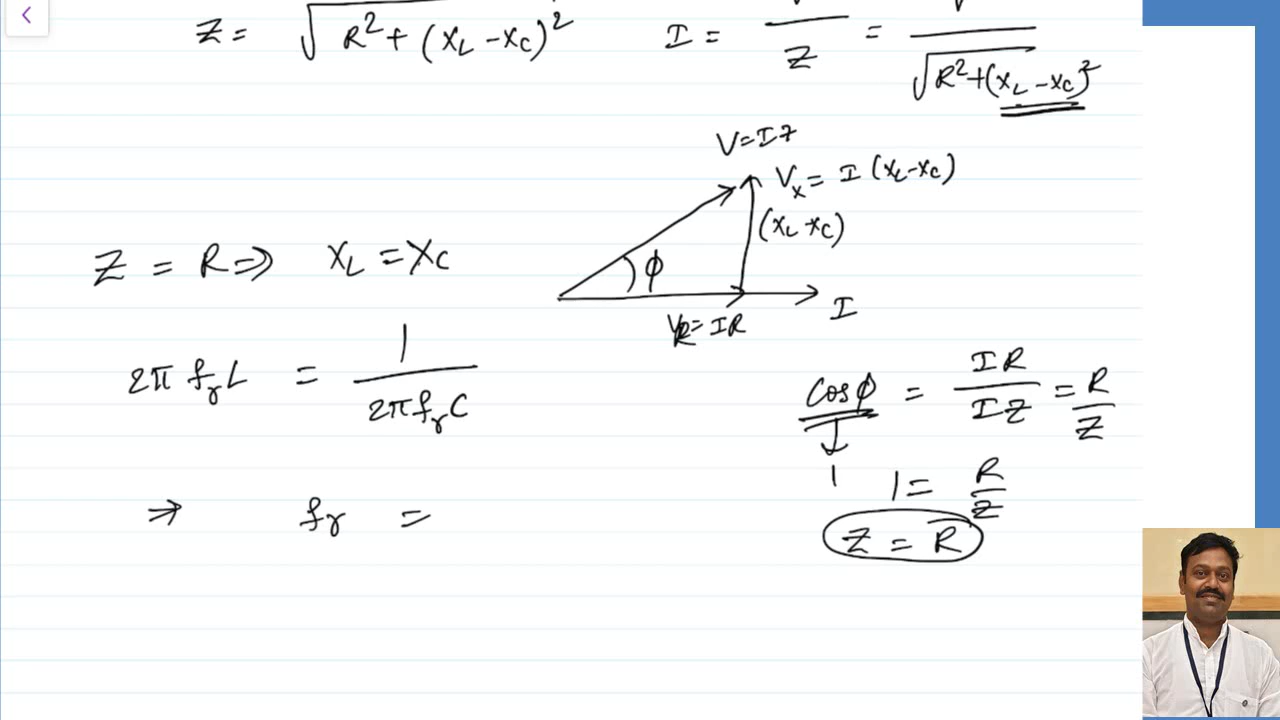 Z = √R² + (X_L - X_C)²
I = V/Z = V/√R² + (X_L - X_C)²
V = IZ
V_X = I (X_L - X_C)
(X_L - X_C)
ϕ
I
V_R = IR
Z = R ⇒ X_L = X_C
2π f_r L = 1/2π f_r C
Cosϕ = IR/IZ = R/Z
↓
1
1 = R/Z
Z = R
⇒ f_r =